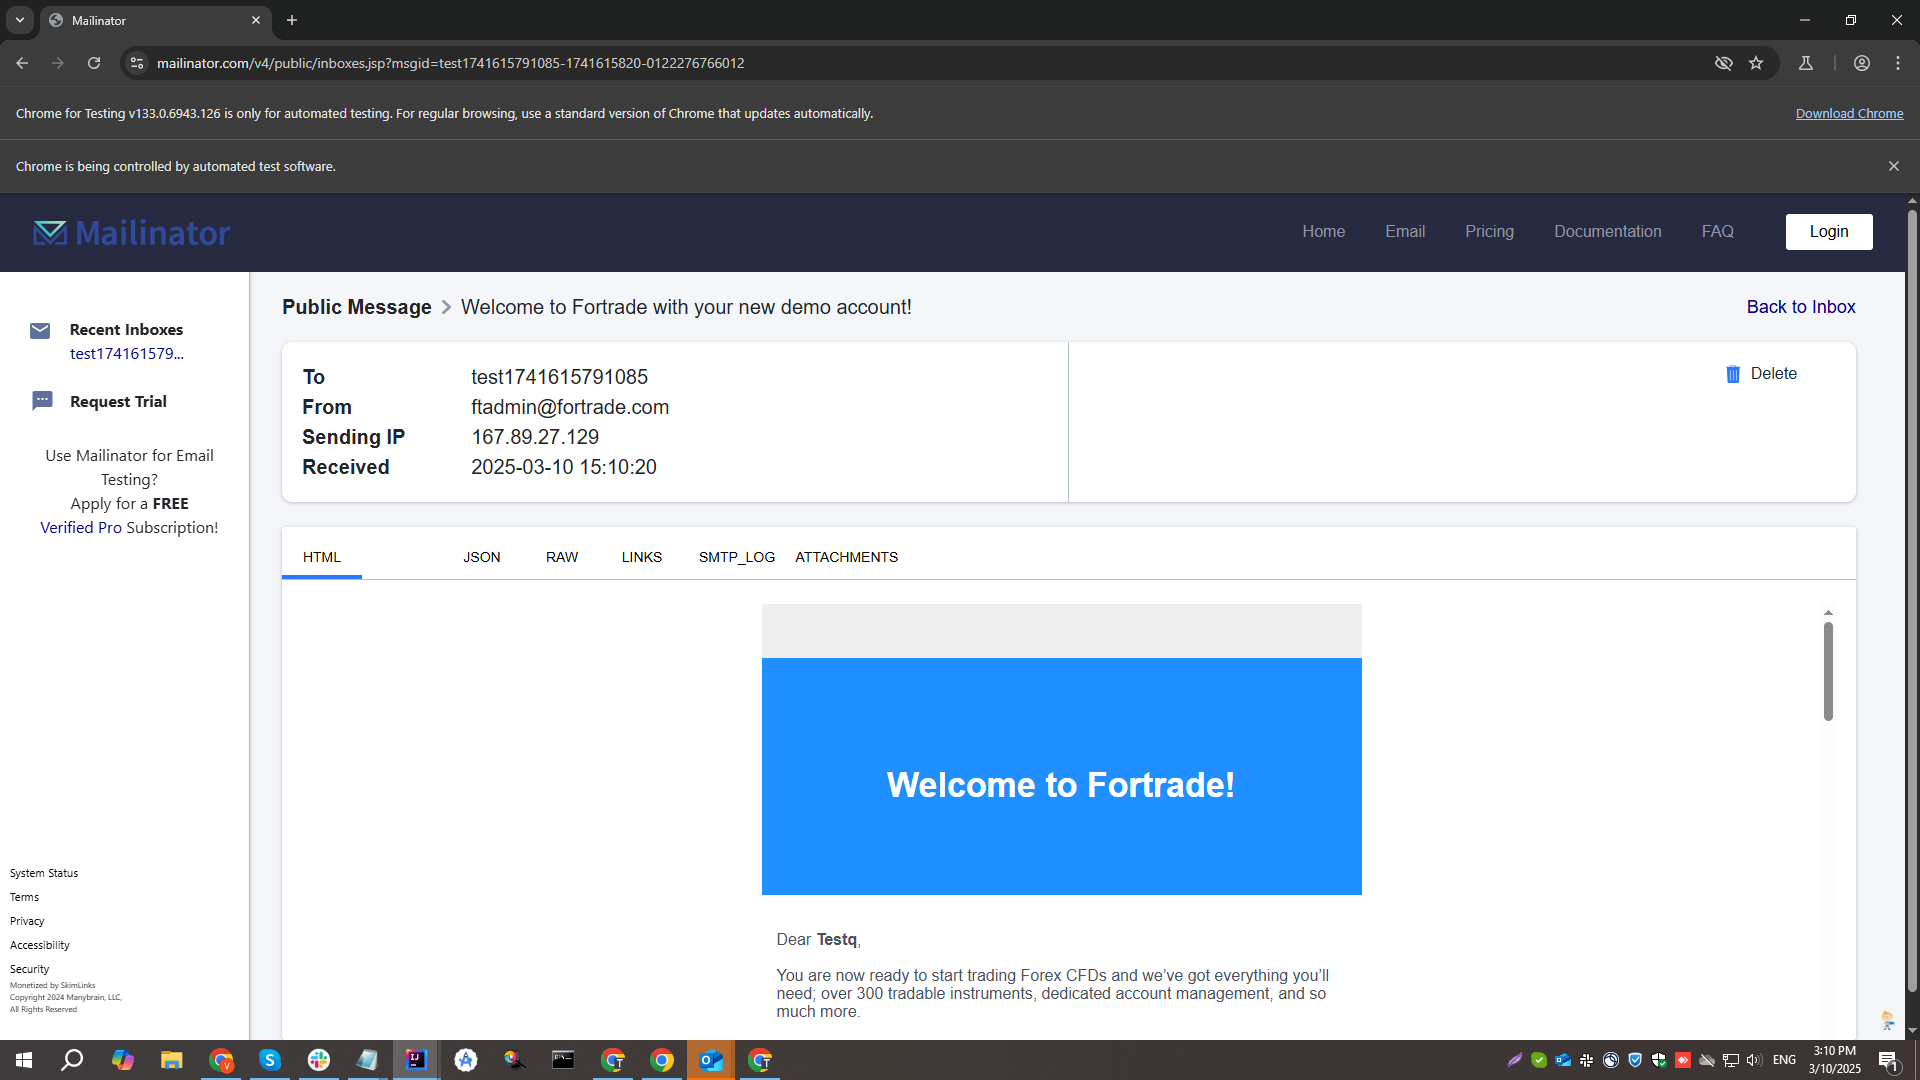 Mailinator
mailinator.com/v4/public/inboxes.jsp?msgid=test1741615791085-1741615820-0122276766012
Chrome for Testing v133.0.6943.126 is only for automated testing. For regular browsing, use a standard version of Chrome that updates automatically.
Download Chrome
Chrome is being controlled by automated test software.
Mailinator
Home Email Pricing Documentation FAQ Login
Recent Inboxes
test174161579...
Request Trial
Use Mailinator for Email
Testing?
Apply for a FREE
Verified Pro Subscription!
Public Message > Welcome to Fortrade with your new demo account!
Back to Inbox
To test1741615791085
From ftadmin@fortrade.com
Sending IP 167.89.27.129
Received 2025-03-10 15:10:20
Delete
HTML JSON RAW LINKS SMTP_LOG ATTACHMENTS
Welcome to Fortrade!
Dear Testq,
You are now ready to start trading Forex CFDs and we’ve got everything you’ll
need; over 300 tradable instruments, dedicated account management, and so
much more.
System Status
Terms
Privacy
Accessibility
Security
Monetized by SkimLinks
Copyright 2024 Manybrain, LLC,
All Rights Reserved
ENG
3:10 PM
3/10/2025
1